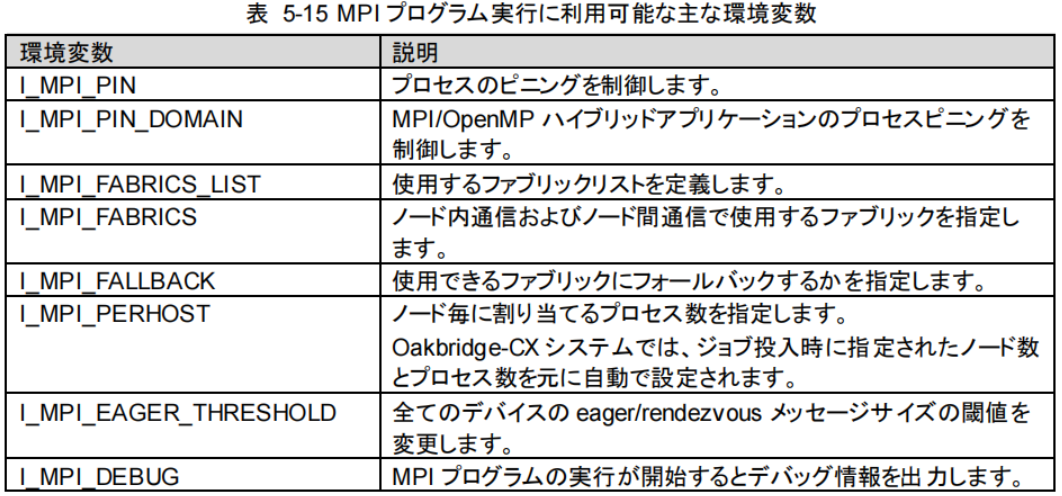 表 5-15 MPI プログラム実行に利用可能な主な環境変数
環境変数 説明
I_MPI_PIN プロセスのピニングを制御します。
I_MPI_PIN_DOMAIN MPI/OpenMP ハイブリッドアプリケーションのプロセスピニングを
制御します。
I_MPI_FABRICS_LIST 使用するファブリックリストを定義します。
I_MPI_FABRICS ノード内通信およびノード間通信で使用するファブリックを指定し
ます。
I_MPI_FALLBACK 使用できるファブリックにフォールバックするかを指定します。
I_MPI_PERHOST ノード毎に割り当てるプロセス数を指定します。
Oakbridge-CX システムでは、ジョブ投入時に指定されたノード数
とプロセス数を元に自動で設定されます。
I_MPI_EAGER_THRESHOLD 全てのデバイスの eager/rendezvous メッセージサイズの閾値を
変更します。
I_MPI_DEBUG MPI プログラムの実行が開始するとデバッグ情報を出力します。